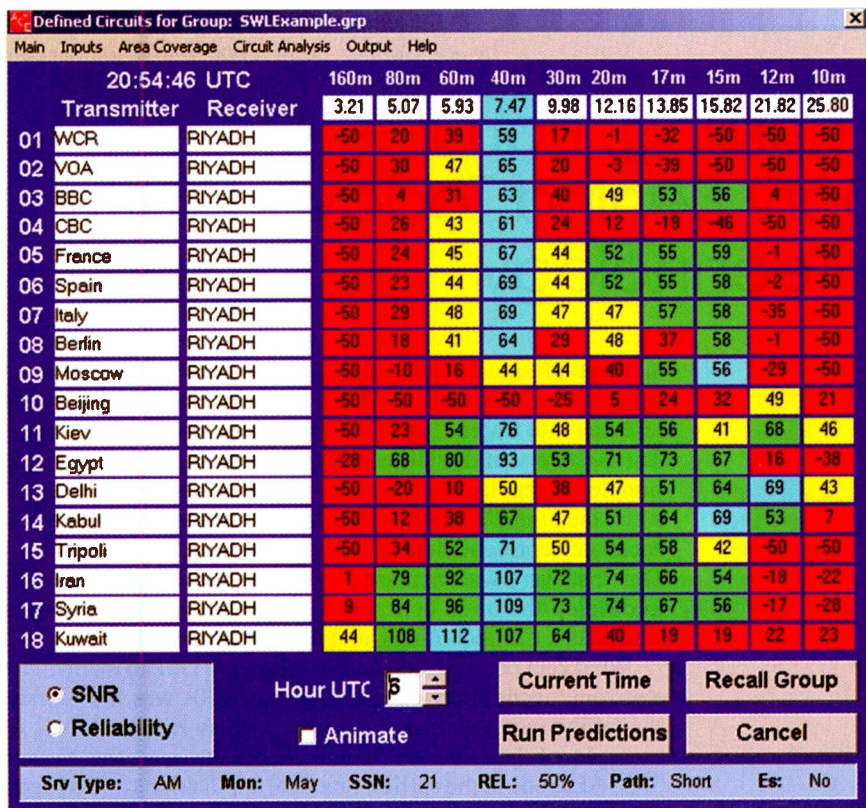 Defined Circuits for Group: SWLExample.grp
Main Inputs Area Coverage Circuit Analysis Output Help
20:54:46 UTC 160m 80m 60m 40m 30m 20m 17m 15m 12m 10m
Transmitter Receiver 3.21 5.07 5.93 7.47 9.98 12.16 13.85 15.82 21.82 25.80
01 WCR RIYADH -50 20 39 59 17 -1 -32 -50 -50 -50
02 VOA RIYADH -50 30 47 65 20 -3 -39 -50 -50 -50
03 BBC RIYADH -50 4 31 63 40 49 53 56 4 -50
04 CBC RIYADH -50 26 43 61 24 12 -19 -46 -50 -50
05 France RIYADH -50 24 45 67 44 52 55 59 -1 -50
06 Spain RIYADH -50 23 44 69 44 52 55 58 -2 -50
07 Italy RIYADH -50 29 48 69 47 47 57 58 -35 -50
08 Berlin RIYADH -50 18 41 64 29 48 37 58 -1 -50
09 Moscow RIYADH -50 -10 16 44 44 40 55 56 -29 -50
10 Beijing RIYADH -50 -50 -50 -50 -25 5 24 32 49 21
11 Kiev RIYADH -50 23 54 76 48 54 56 41 68 46
12 Egypt RIYADH -28 68 80 93 53 71 73 67 16 -38
13 Delhi RIYADH -50 -20 10 50 38 47 51 64 69 43
14 Kabul RIYADH -50 12 38 67 47 51 64 69 53 7
15 Tripoli RIYADH -50 34 52 71 50 54 58 42 -50 -50
16 Iran RIYADH 1 79 92 107 72 74 66 54 -18 -22
17 Syria RIYADH 9 84 96 109 73 74 67 56 -17 -28
18 Kuwait RIYADH 44 108 112 107 64 40 19 19 22 23
SNR
Reliability
Hour UTC 6
Animate
Current Time Recall Group
Run Predictions Cancel
Srv Type: AM Mon: May SSN: 21 REL: 50% Path: Short Es: No